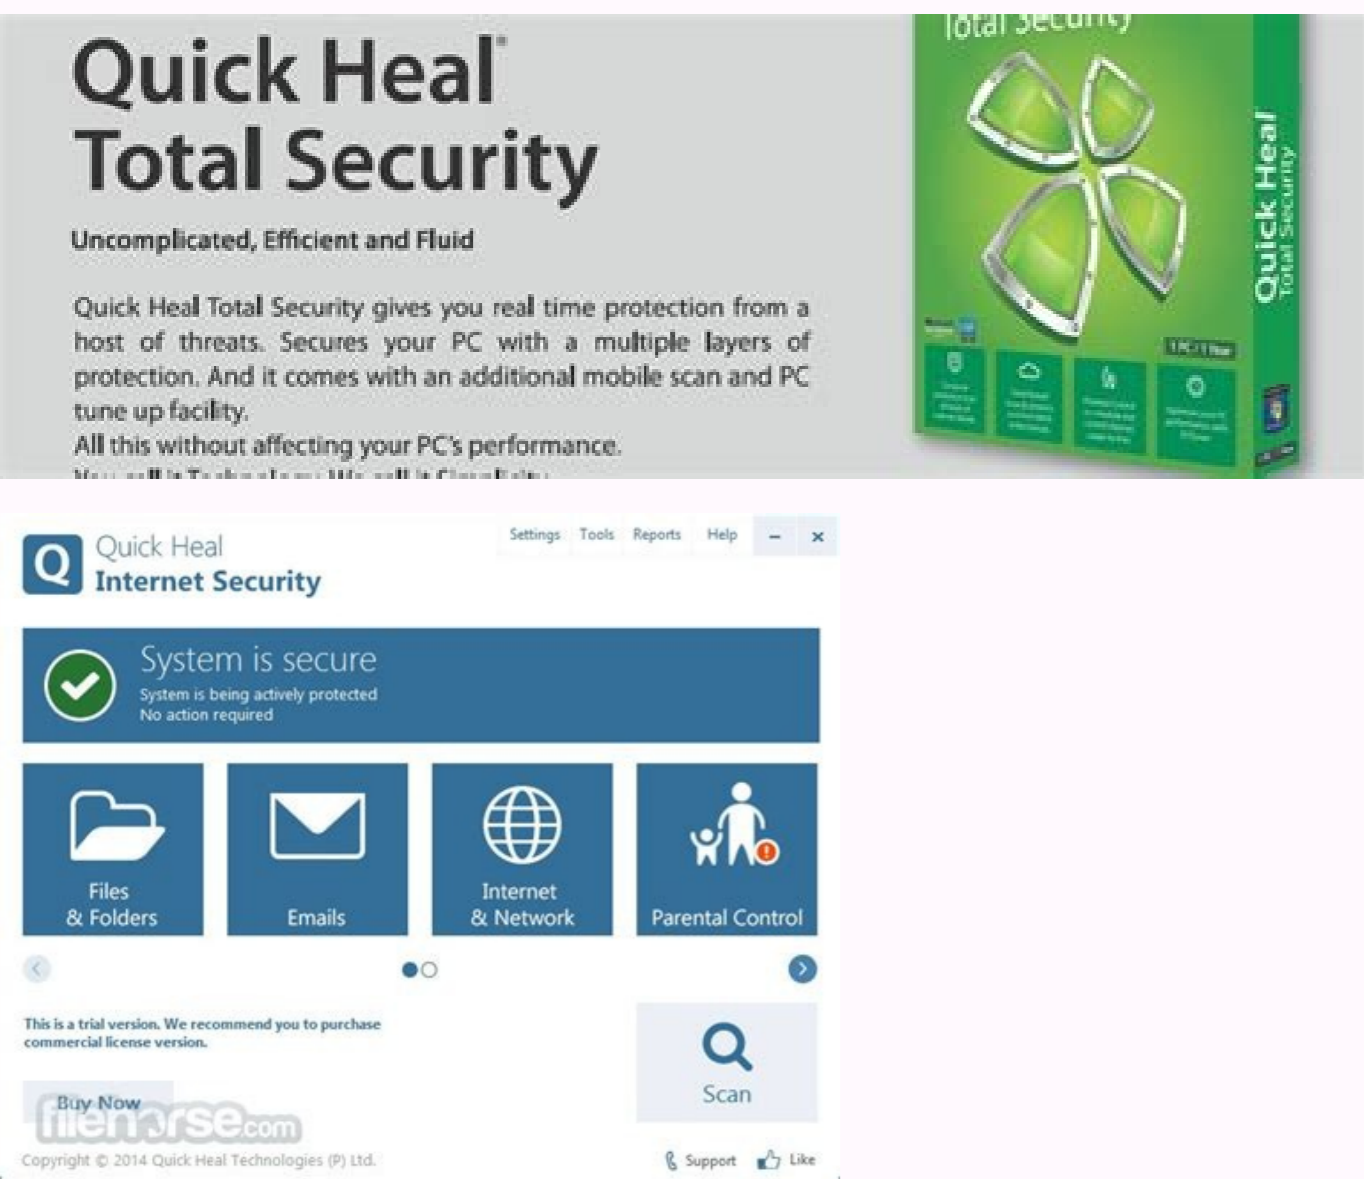 Quick Heal
Total Security
Uncomplicated, Efficient and Fluid
Quick Heal Total Security gives you real time protection from a
host of threats. Secures your PC with a multiple layers of
protection. And it comes with an additional mobile scan and PC
tune up facility.
All this without affecting your PC's performance.
Total Security
Quick Heal
Total Security
1 PC / 1 Year
Quick Heal
Internet Security
Settings Tools Reports Help
System is secure
System is being actively protected
No action required
Files
& Folders
Emails
Internet
& Network
Parental Control
This is a trial version. We recommend you to purchase
commercial license version.
Buy Now
Scan
filehorse.com
Copyright © 2014 Quick Heal Technologies (P) Ltd.
Support Like